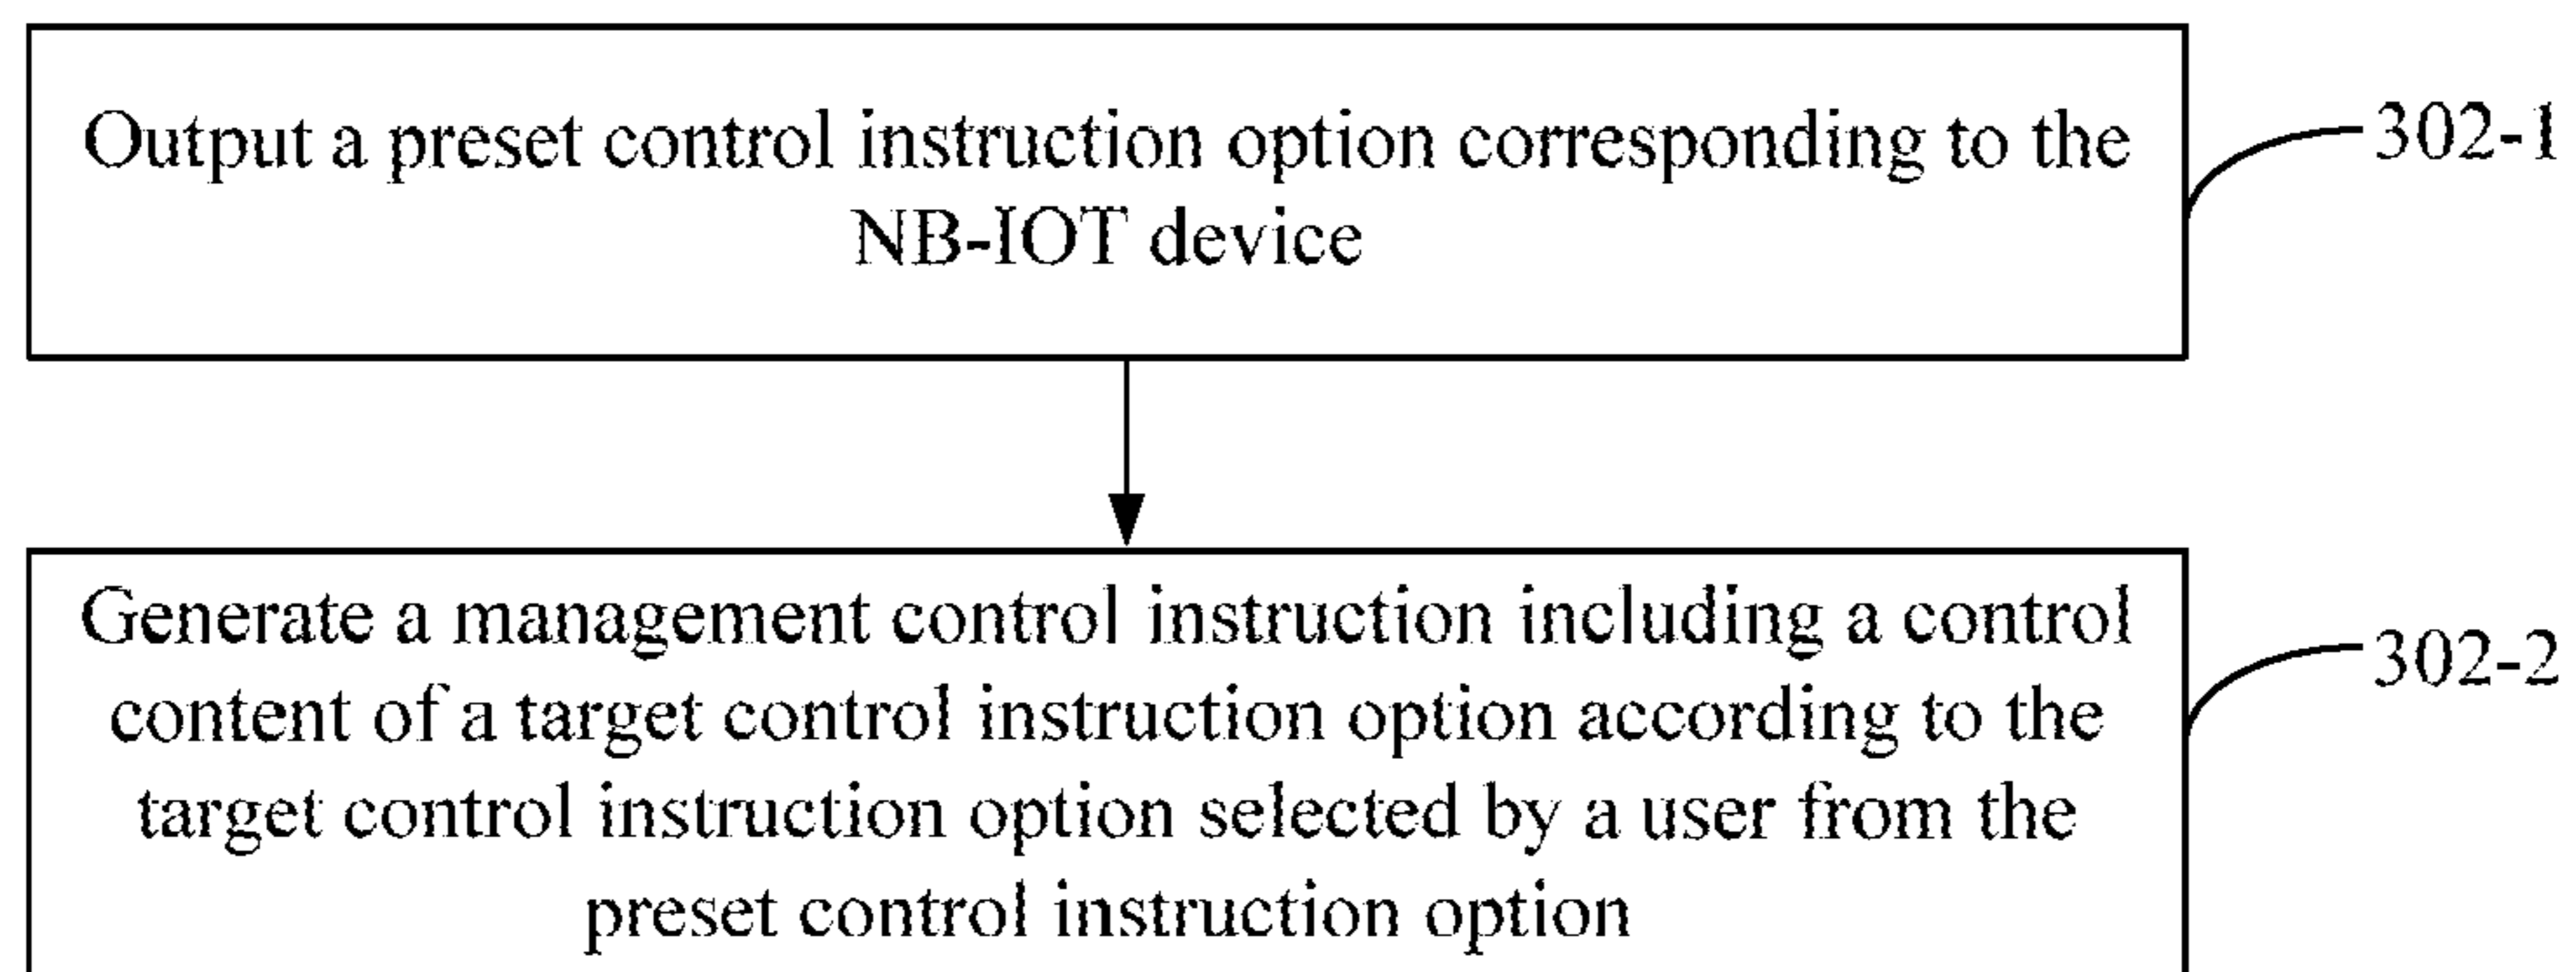 Output a preset control instruction option corresponding to the
NB-IOT device
302-1
Generate a management control instruction including a control
content of a target control instruction option according to the
target control instruction option selected by a user from the
preset control instruction option
302-2